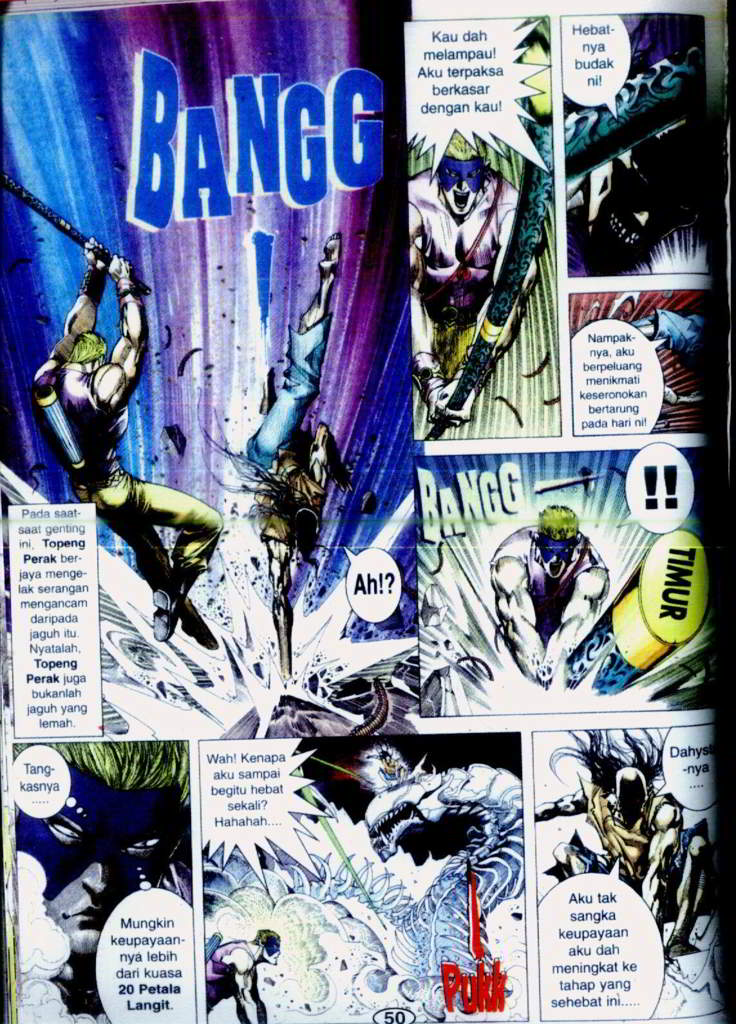 BANGG
!
Pada saat-
saat genting
ini, Topeng
Perak ber-
jaya menge-
lak serangan
mengancam
daripada
jaguh itu.
Nyatalah,
Topeng
Perak juga
bukanlah
jaguh yang
lemah.
Ah!?
Kau dah
melampau!
Aku terpaksa
berkasar
dengan kau!
Hebat-
nya
budak
ni!
Nampak-
nya, aku
berpeluang
menikmati
keseronokan
bertarung
pada hari ni!
BANGG
!!
TIMUR
Tang-
kasnya
.....
Mungkin
keupayaan-
nya lebih
dari kuasa
20 Petala
Langit.
Wah! Kenapa
aku sampai
begitu hebat
sekali?
Hahahah....
Pukk
!
Dahysat
-nya
....
Aku tak
sangka
keupayaan
aku dah
meningkat ke
tahap yang
sehebat ini.....
50